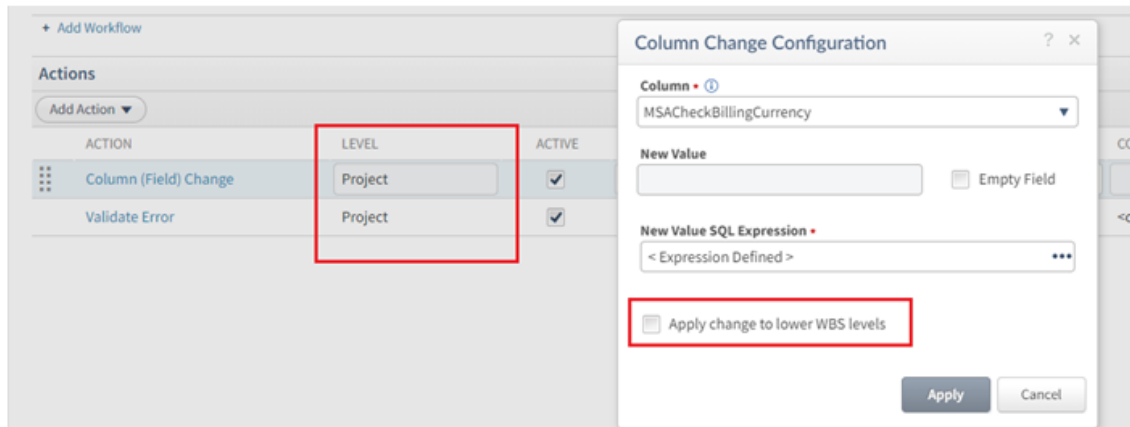 + Add Workflow
Actions
Add Action ▼
ACTION LEVEL ACTIVE
Column (Field) Change Project
Validate Error Project
Column Change Configuration ? ×
Column • ⓘ
MSACheckBillingCurrency ▼
New Value
Empty Field
New Value SQL Expression •
< Expression Defined > •••
Apply change to lower WBS levels
Apply Cancel